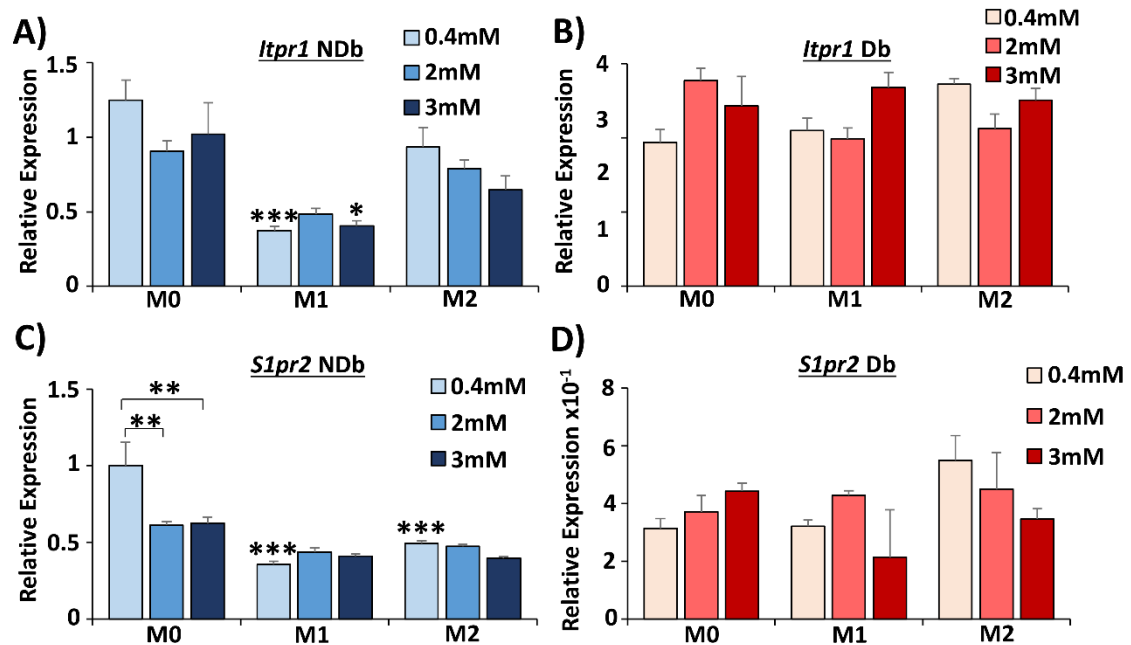 A)
Itpr1 NDb
0.4mM
2mM
3mM
Relative Expression
1.5
1
0.5
0
***
*
M0
M1
M2
B)
Itpr1 Db
0.4mM
2mM
3mM
Relative Expression
4
3
2
1
0
M0
M1
M2
C)
S1pr2 NDb
0.4mM
2mM
3mM
Relative Expression
1.5
1
0.5
0
**
**
***
***
M0
M1
M2
D)
S1pr2 Db
0.4mM
2mM
3mM
Relative Expression x10⁻¹
8
6
4
2
0
M0
M1
M2